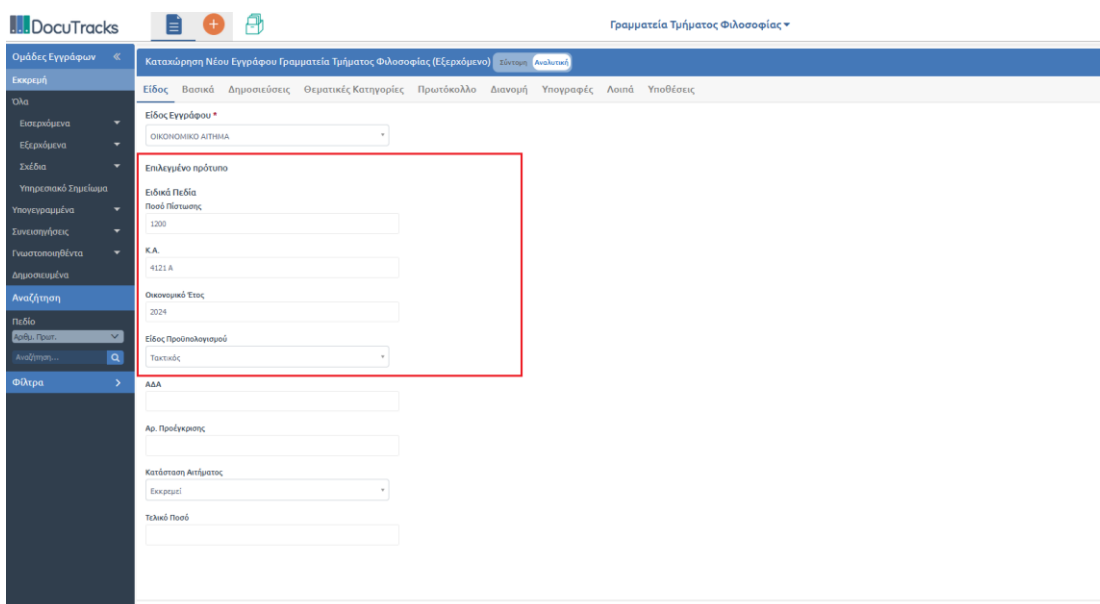 DocuTracks
Γραμματεία Τμήματος Φιλοσοφίας
Ομάδες Εγγράφων
Εκκρεμή
Όλα
Εισερχόμενα
Εξερχόμενα
Σχέδια
Υπηρεσιακό Σημείωμα
Υπογεγραμμένα
Συνεισηγήσεις
Γνωστοποιηθέντα
Δημοσιευμένα
Αναζήτηση
Πεδίο
Αριθμ. Πρωτ.
Αναζήτηση...
Φίλτρα
Καταχώρηση Νέου Εγγράφου Γραμματεία Τμήματος Φιλοσοφίας (Εξερχόμενο) Σύντομη Αναλυτική
Είδος Βασικά Δημοσιεύσεις Θεματικές Κατηγορίες Πρωτόκολλο Διανομή Υπογραφές Λοιπά Υποθέσεις
Είδος Εγγράφου *
ΟΙΚΟΝΟΜΙΚΟ ΑΙΤΗΜΑ
Επιλεγμένο πρότυπο
Ειδικά Πεδία
Ποσό Πίστωσης
1200
Κ.Α.
4121 Α
Οικονομικό Έτος
2024
Είδος Προϋπολογισμού
Τακτικός
ΑΔΑ
Αρ. Προέγκρισης
Κατάσταση Αιτήματος
Εκκρεμεί
Τελικό Ποσό